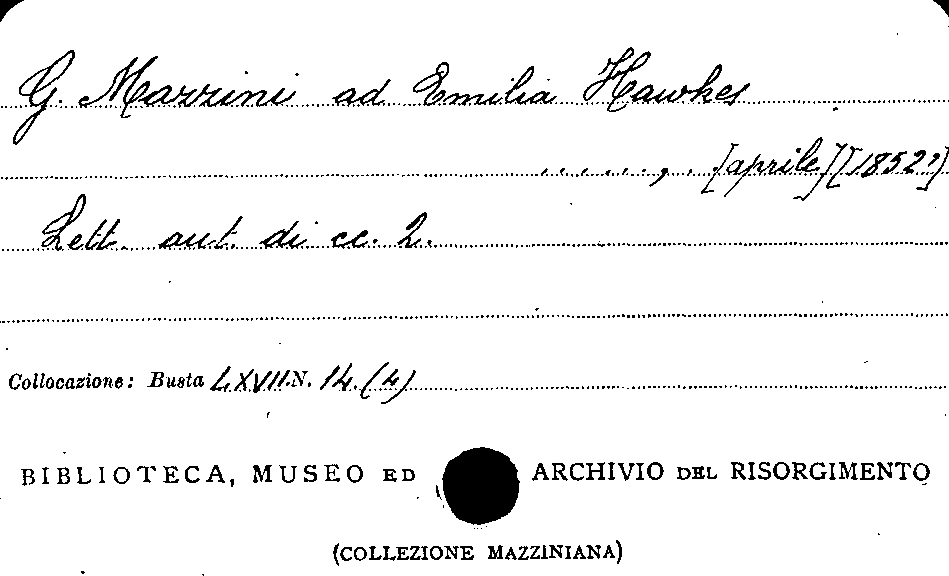 G. Mazzini ad Emilia Hawkes
......, . [aprile] [1852?]
Lett. aut. di cc. 2.
Collocazione: Busta LXVII. N. 14. (4)
BIBLIOTECA, MUSEO ED ARCHIVIO DEL RISORGIMENTO
(COLLEZIONE MAZZINIANA)